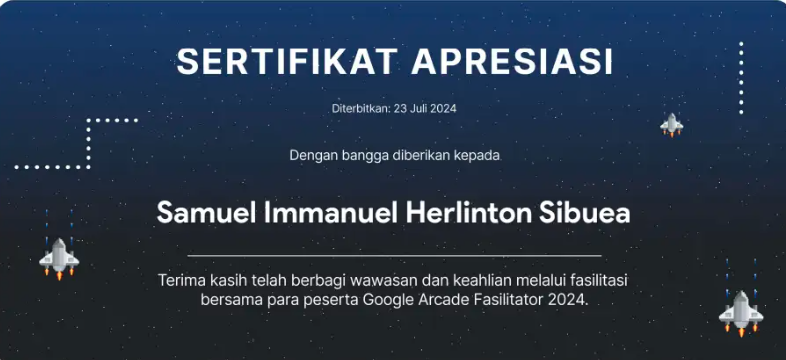 SERTIFIKAT APRESIASI
Diterbitkan: 23 Juli 2024
Dengan bangga diberikan kepada
Samuel Immanuel Herlinton Sibuea
Terima kasih telah berbagi wawasan dan keahlian melalui fasilitasi
bersama para peserta Google Arcade Fasilitator 2024.